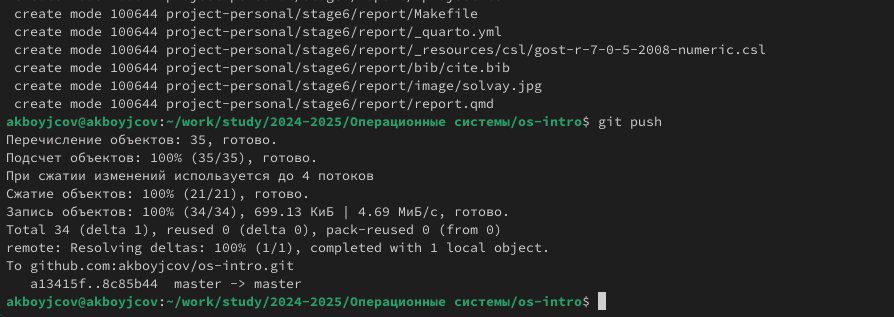 create mode 100644 project-personal/stage6/report/Makefile
create mode 100644 project-personal/stage6/report/_quarto.yml
create mode 100644 project-personal/stage6/report/_resources/csl/gost-r-7-0-5-2008-numeric.csl
create mode 100644 project-personal/stage6/report/bib/cite.bib
create mode 100644 project-personal/stage6/report/image/solvay.jpg
create mode 100644 project-personal/stage6/report/report.qmd
akboyjcov@akboyjcov:~/work/study/2024-2025/Операционные системы/os-intro$ git push
Перечисление объектов: 35, готово.
Подсчет объектов: 100% (35/35), готово.
При сжатии изменений используется до 4 потоков
Сжатие объектов: 100% (21/21), готово.
Запись объектов: 100% (34/34), 699.13 КиБ | 4.69 МиБ/с, готово.
Total 34 (delta 1), reused 0 (delta 0), pack-reused 0 (from 0)
remote: Resolving deltas: 100% (1/1), completed with 1 local object.
To github.com:akboyjcov/os-intro.git
a13415f..8c85b44  master -> master
akboyjcov@akboyjcov:~/work/study/2024-2025/Операционные системы/os-intro$